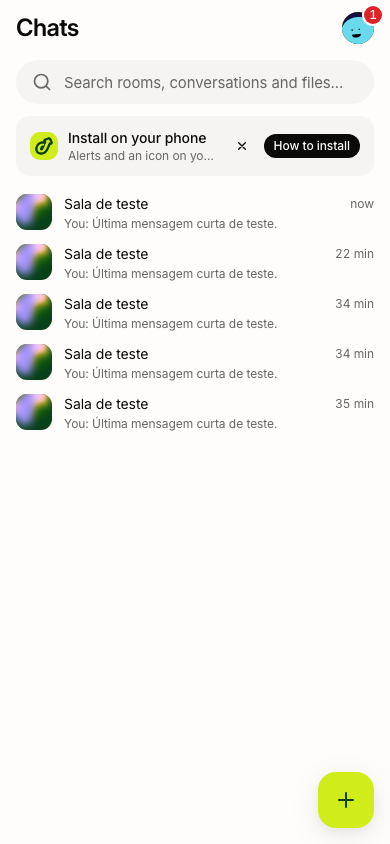 Chats
1
Search rooms, conversations and files...
Install on your phone
Alerts and an icon on yo...
How to install
Sala de teste
now
You: Última mensagem curta de teste.
Sala de teste
22 min
You: Última mensagem curta de teste.
Sala de teste
34 min
You: Última mensagem curta de teste.
Sala de teste
34 min
You: Última mensagem curta de teste.
Sala de teste
35 min
You: Última mensagem curta de teste.